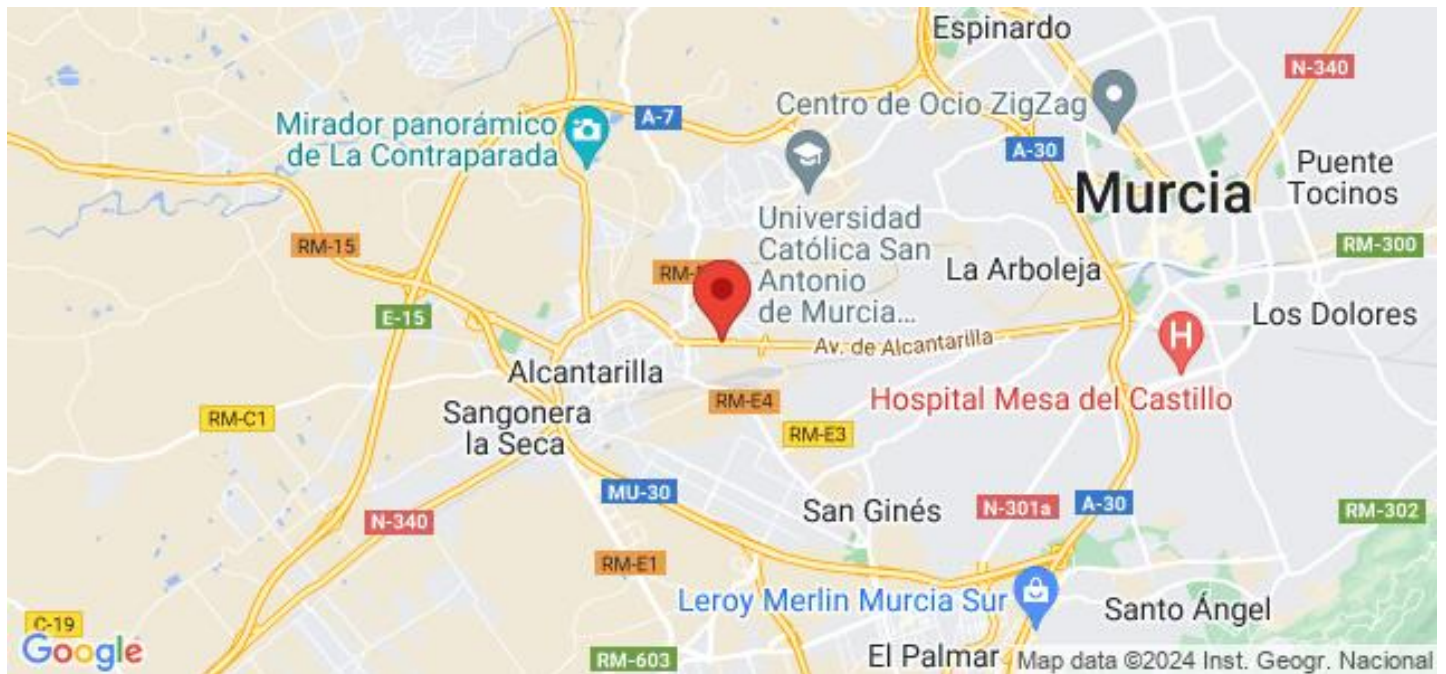 Espinardo
N-340
Centro de Ocio ZigZag
A-7
Mirador panorámico
de La Contraparada
A-30
Puente
Tocinos
Murcia
Universidad
Católica San
Antonio
de Murcia...
RM-15
RM-300
La Arboleja
E-15
Los Dolores
Av. de Alcantarilla
H
Alcantarilla
RM-E4
Hospital Mesa del Castillo
RM-C1
Sangonera
la Seca
RM-E3
MU-30
San Ginés
N-301a
A-30
RM-302
N-340
RM-E1
Leroy Merlin Murcia Sur
Santo Ángel
C-19
Google
RM-603
El Palmar
Map data ©2024 Inst. Geogr. Nacional